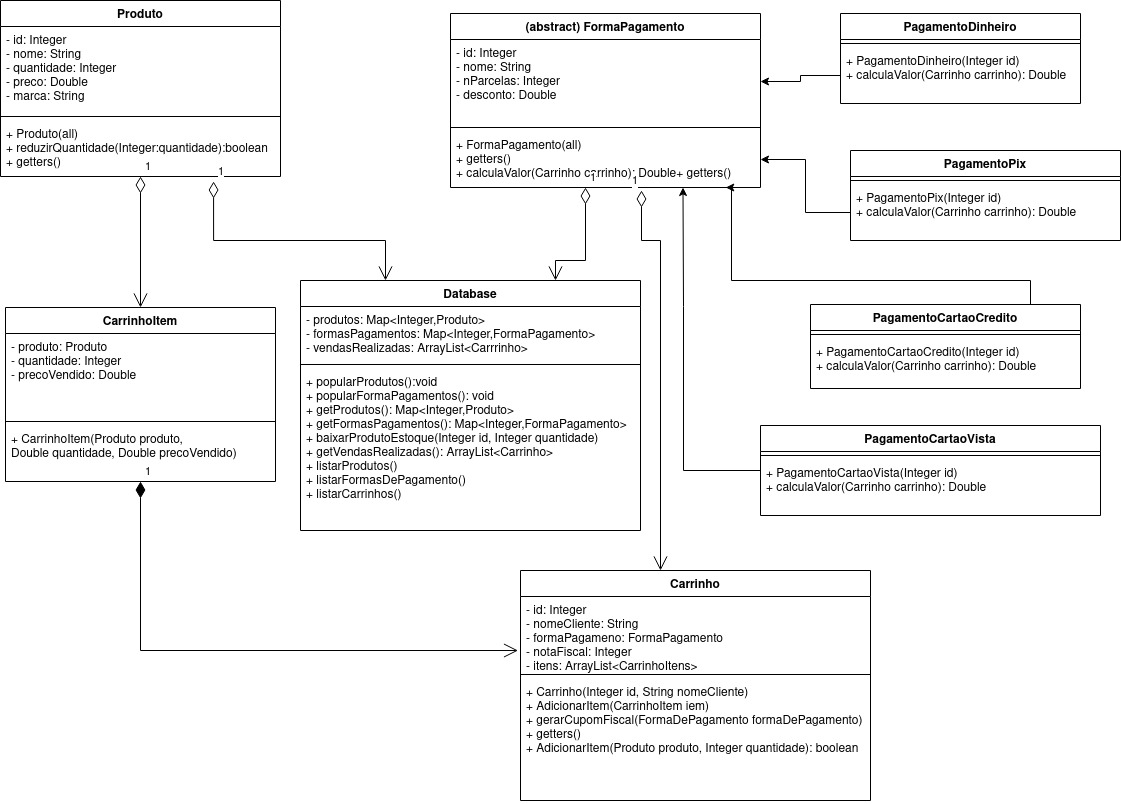 Produto
- id: Integer
- nome: String
- quantidade: Integer
- preco: Double
- marca: String
+ Produto(all)
+ reduzirQuantidade(Integer:quantidade):boolean
+ getters()
1
1
(abstract) FormaPagamento
- id: Integer
- nome: String
- nParcelas: Integer
- desconto: Double
+ FormaPagamento(all)
+ getters()
+ calculaValor(Carrinho carrinho): Double+ getters()
1
1
PagamentoDinheiro
+ PagamentoDinheiro(Integer id)
+ calculaValor(Carrinho carrinho): Double
PagamentoPix
+ PagamentoPix(Integer id)
+ calculaValor(Carrinho carrinho): Double
CarrinhoItem
- produto: Produto
- quantidade: Integer
- precoVendido: Double
+ CarrinhoItem(Produto produto,
Double quantidade, Double precoVendido)
1
Database
- produtos: Map<Integer,Produto>
- formasPagamentos: Map<Integer,FormaPagamento>
- vendasRealizadas: ArrayList<Carrrinho>
+ popularProdutos():void
+ popularFormaPagamentos(): void
+ getProdutos(): Map<Integer,Produto>
+ getFormasPagamentos(): Map<Integer,FormaPagamento>
+ baixarProdutoEstoque(Integer id, Integer quantidade)
+ getVendasRealizadas(): ArrayList<Carrinho>
+ listarProdutos()
+ listarFormasDePagamento()
+ listarCarrinhos()
PagamentoCartaoCredito
+ PagamentoCartaoCredito(Integer id)
+ calculaValor(Carrinho carrinho): Double
PagamentoCartaoVista
+ PagamentoCartaoVista(Integer id)
+ calculaValor(Carrinho carrinho): Double
Carrinho
- id: Integer
- nomeCliente: String
- formaPagameno: FormaPagamento
- notaFiscal: Integer
- itens: ArrayList<CarrinhoItens>
+ Carrinho(Integer id, String nomeCliente)
+ AdicionarItem(CarrinhoItem iem)
+ gerarCupomFiscal(FormaDePagamento formaDePagamento)
+ getters()
+ AdicionarItem(Produto produto, Integer quantidade): boolean